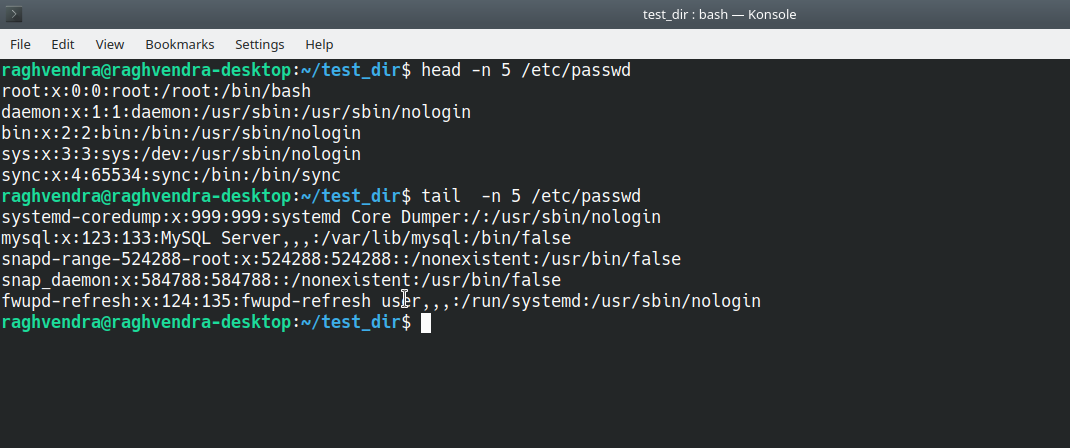 test_dir : bash — Konsole
File Edit View Bookmarks Settings Help
raghvendra@raghvendra-desktop:~/test_dir$ head -n 5 /etc/passwd
root:x:0:0:root:/root:/bin/bash
daemon:x:1:1:daemon:/usr/sbin:/usr/sbin/nologin
bin:x:2:2:bin:/bin:/usr/sbin/nologin
sys:x:3:3:sys:/dev:/usr/sbin/nologin
sync:x:4:65534:sync:/bin:/bin/sync
raghvendra@raghvendra-desktop:~/test_dir$ tail  -n 5 /etc/passwd
systemd-coredump:x:999:999:systemd Core Dumper:/:/usr/sbin/nologin
mysql:x:123:133:MySQL Server,,,:/var/lib/mysql:/bin/false
snapd-range-524288-root:x:524288:524288::/nonexistent:/usr/bin/false
snap_daemon:x:584788:584788::/nonexistent:/usr/bin/false
fwupd-refresh:x:124:135:fwupd-refresh user,,,:/run/systemd:/usr/sbin/nologin
raghvendra@raghvendra-desktop:~/test_dir$